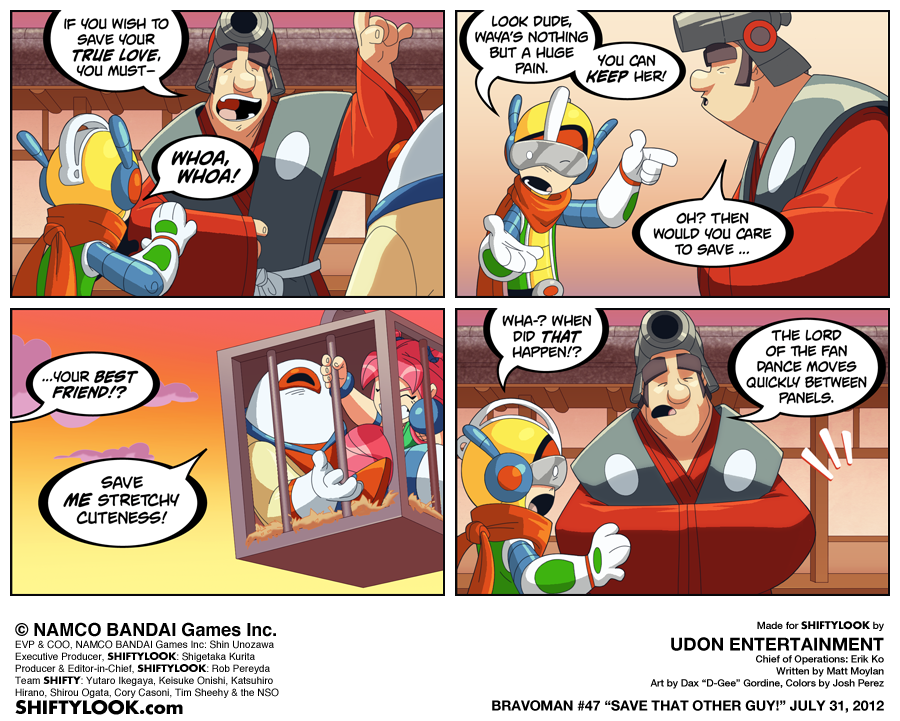 IF YOU WISH TO
SAVE YOUR
TRUE LOVE,
YOU MUST–
WHOA,
WHOA!
LOOK DUDE,
WAYA'S NOTHING
BUT A HUGE
PAIN.
YOU CAN
KEEP HER!
OH? THEN
WOULD YOU CARE
TO SAVE ...
...YOUR BEST
FRIEND!?
SAVE
ME STRETCHY
CUTENESS!
WHA-? WHEN
DID THAT
HAPPEN!?
THE LORD
OF THE FAN
DANCE MOVES
QUICKLY BETWEEN
PANELS.
© NAMCO BANDAI Games Inc.
EVP & COO, NAMCO BANDAI Games Inc: Shin Unozawa
Executive Producer, SHIFTYLOOK: Shigetaka Kurita
Producer & Editor-in-Chief, SHIFTYLOOK: Rob Pereyda
Team SHIFTY: Yutaro Ikegaya, Keisuke Onishi, Katsuhiro
Hirano, Shirou Ogata, Cory Casoni, Tim Sheehy & the NSO
SHIFTYLOOK.com
Made for SHIFTYLOOK by
UDON ENTERTAINMENT
Chief of Operations: Erik Ko
Written by Matt Moylan
Art by Dax "D-Gee" Gordine, Colors by Josh Perez
BRAVOMAN #47 “SAVE THAT OTHER GUY!” JULY 31, 2012